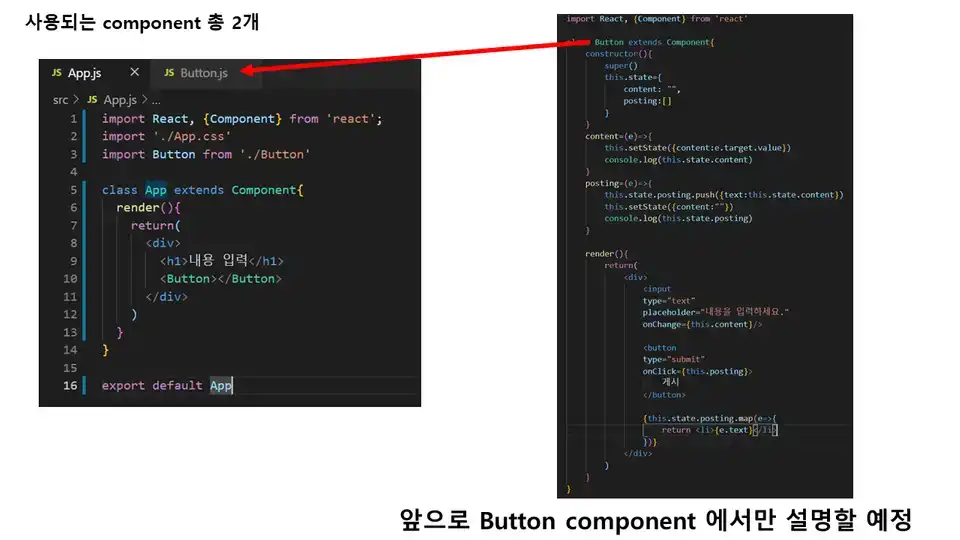 사용되는 component 총 2개
JS App.js ×
JS Button.js
src > JS App.js > ...
1 import React, {Component} from 'react';
2 import './App.css'
3 import Button from './Button'
4
5 class App extends Component{
6 render(){
7 return(
8 <div>
9 <h1>내용 입력</h1>
10 <Button></Button>
11 </div>
12 )
13 }
14 }
15
16 export default App
import React, {Component} from 'react'
Button extends Component{
constructor(){
super()
this.state={
content: "",
posting:[]
}
}
content=(e)=>{
this.setState({content:e.target.value})
console.log(this.state.content)
}
posting=(e)=>{
this.state.posting.push({text:this.state.content})
this.setState({content:""})
console.log(this.state.posting)
}
render(){
return(
<div>
<input
type="text"
placeholder="내용을 입력하세요."
onChange={this.content}/>
<button
type="submit"
onClick={this.posting}>
게시
</button>
{this.state.posting.map(e=>{
return <li>{e.text}</li>
})}
</div>
)
}
}
앞으로 Button component 에서만 설명할 예정